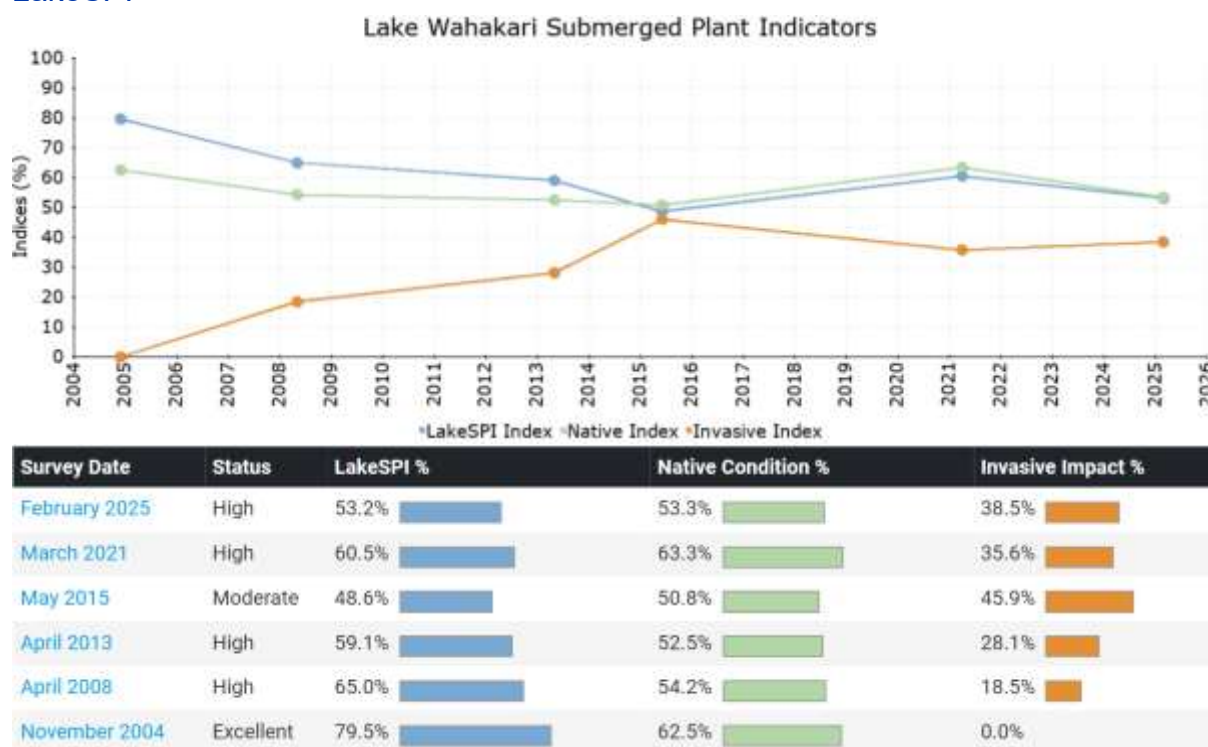 Lake Wahakari Submerged Plant Indicators
Indices (%)
100
90
80
70
60
50
40
30
20
10
0
2004 2005 2007 2008 2009 2010 2011 2012 2013 2014 2015 2016 2017 2018 2019 2020 2021 2022 2023 2024 2025 2026
LakeSPI Index Native Index Invasive Index
Survey Date Status LakeSPI % Native Condition % Invasive Impact %
February 2025 High 53.2% 53.3% 38.5%
March 2021 High 60.5% 63.3% 35.6%
May 2015 Moderate 48.6% 50.8% 45.9%
April 2013 High 59.1% 52.5% 28.1%
April 2008 High 65.0% 54.2% 18.5%
November 2004 Excellent 79.5% 62.5% 0.0%